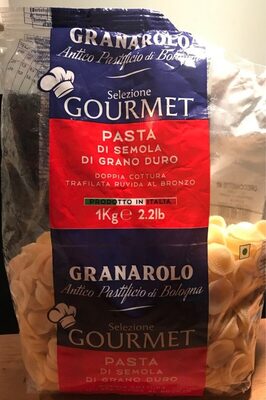 GRANAROLO
Antico Pastificio di Bologna
Selezione
GOURMET
PASTA
DI SEMOLA
DI GRANO DURO
DOPPIA COTTURA
TRAFILATA RUVIDA AL BRONZO
PRODOTTO IN ITALIA
1Kg e 2.2lb
GRANAROLO
Antico Pastificio di Bologna
Selezione
GOURMET
PASTA
DI SEMOLA
DI GRANO DURO
DOPPIA COTTURA